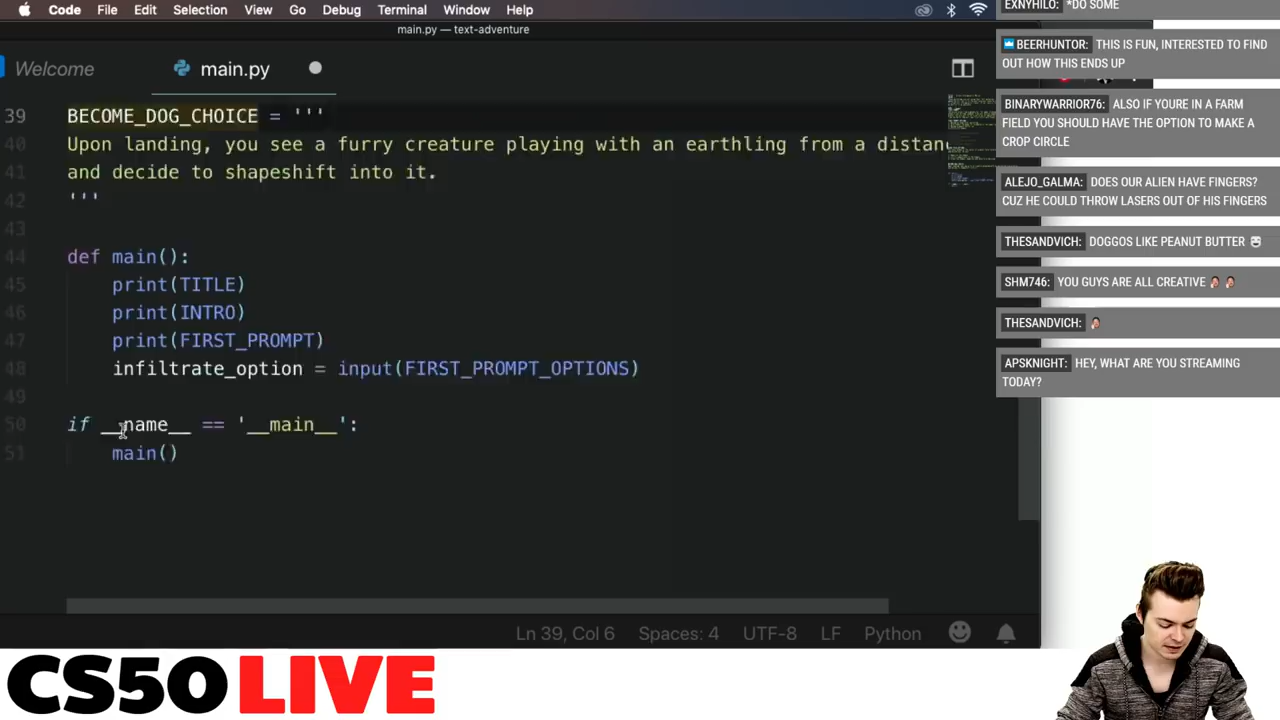 Code File Edit Selection View Go Debug Terminal Window Help
main.py — text-adventure
Welcome
main.py
39 BECOME_DOG_CHOICE = '''
40 Upon landing, you see a furry creature playing with an earthling from a distan
41 and decide to shapeshift into it.
42 '''
43
44 def main():
45 print(TITLE)
46 print(INTRO)
47 print(FIRST_PROMPT)
48 infiltrate_option = input(FIRST_PROMPT_OPTIONS)
49
50 if __name__ == '__main__':
51 main()
Ln 39, Col 6 Spaces: 4 UTF-8 LF Python
EXNYHILO: *DO SOME
BEERHUNTOR: THIS IS FUN, INTERESTED TO FIND
OUT HOW THIS ENDS UP
BINARYWARRIOR76: ALSO IF YOURE IN A FARM
FIELD YOU SHOULD HAVE THE OPTION TO MAKE A
CROP CIRCLE
ALEJO_GALMA: DOES OUR ALIEN HAVE FINGERS?
CUZ HE COULD THROW LASERS OUT OF HIS FINGERS
THESANDVICH: DOGGOS LIKE PEANUT BUTTER
SHM746: YOU GUYS ARE ALL CREATIVE
THESANDVICH:
APSKNIGHT: HEY, WHAT ARE YOU STREAMING
TODAY?
CS50 LIVE